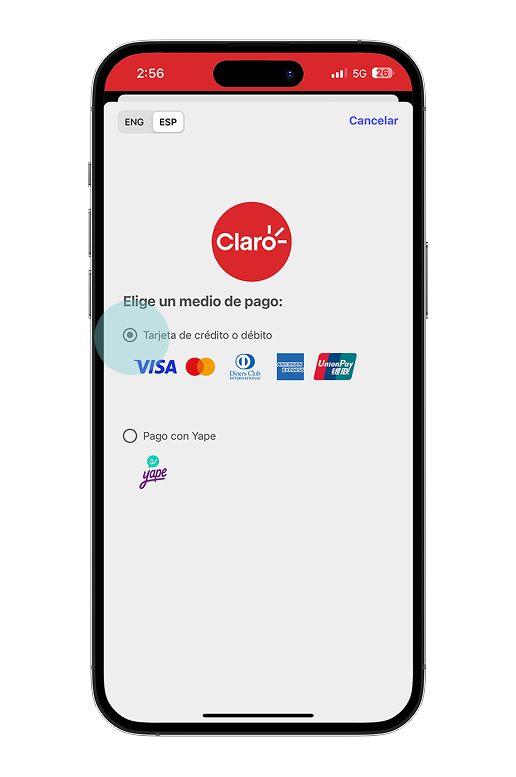 2:56
5G 26
ENG ESP
Cancelar
Claro
Elige un medio de pago:
Tarjeta de crédito o débito
VISA
Diners Club
INTERNATIONAL
AMERICAN
EXPRESS
UnionPay
银联
Pago con Yape
S/
yape